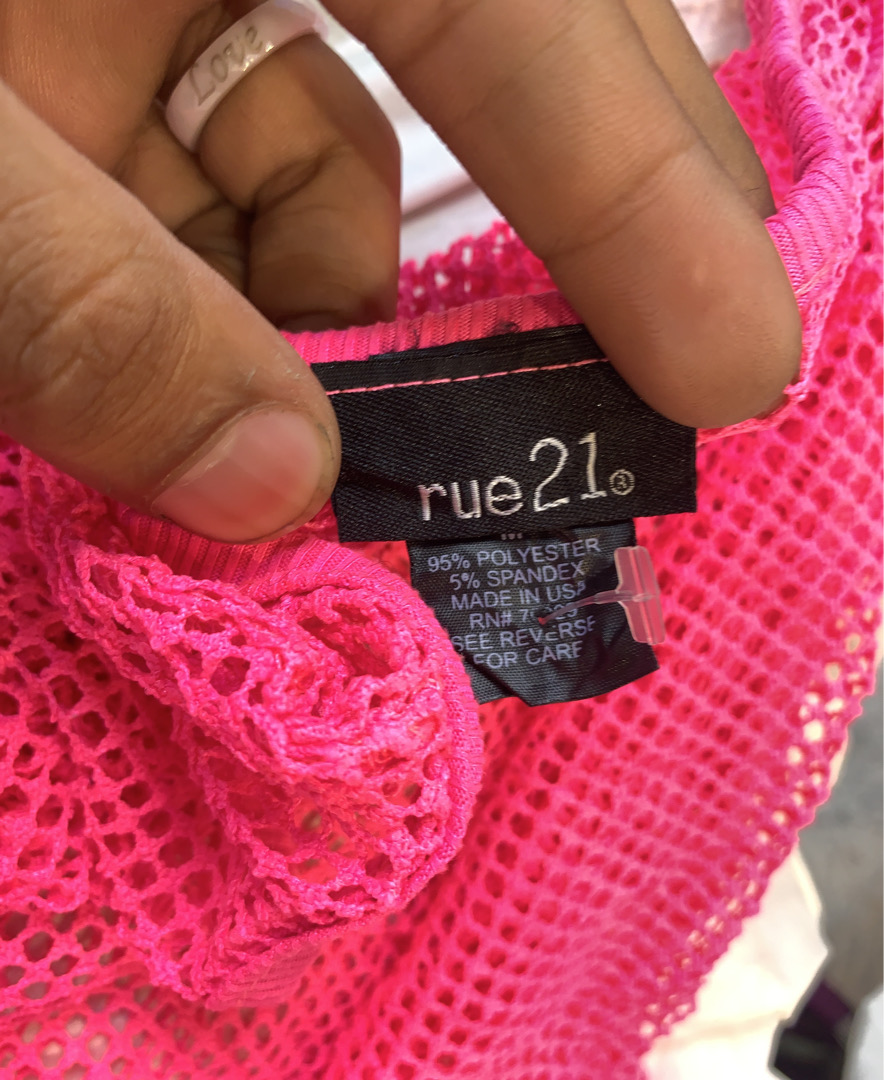 Love
rue21®
95% POLYESTER
5% SPANDEX
MADE IN USA
RN#
SEE REVERSE
FOR CARE